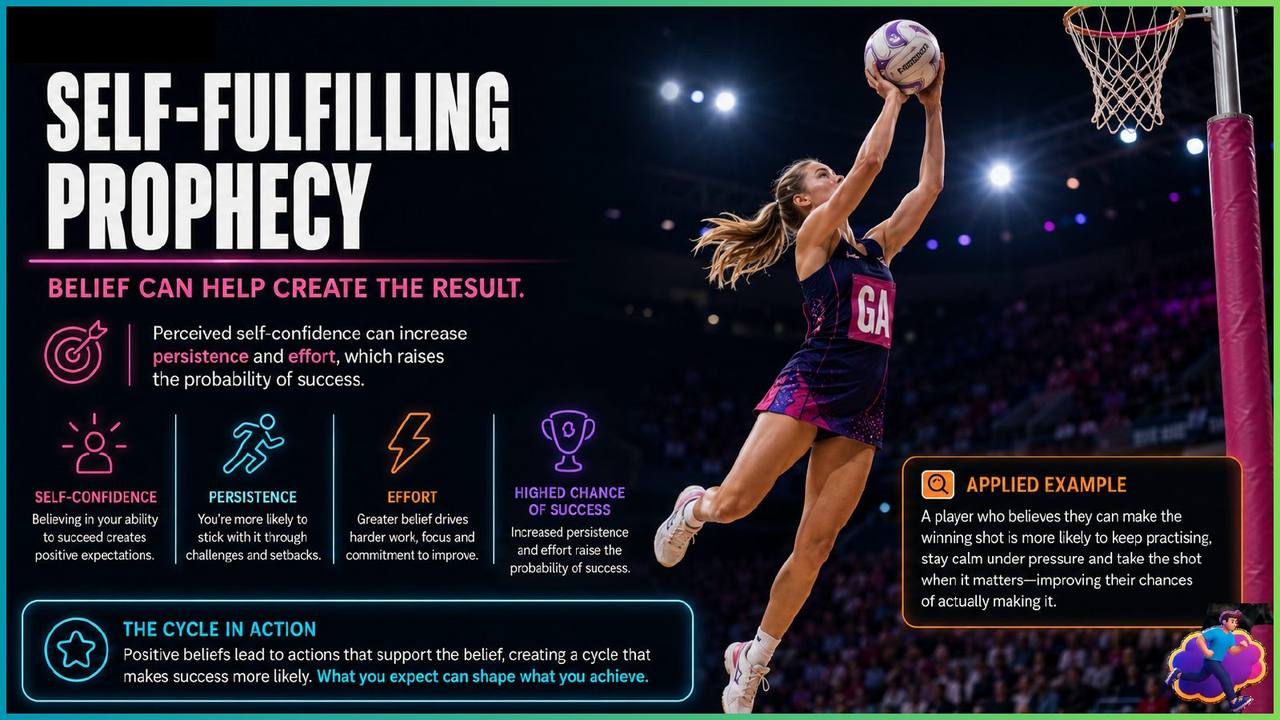 SELF-FULFILLING
PROPHECY
BELIEF CAN HELP CREATE THE RESULT.
Perceived self-confidence can increase
persistence and effort, which raises
the probability of success.
SELF-CONFIDENCE
Believing in your ability
to succeed creates
positive expectations.
PERSISTENCE
You're more likely to
stick with it through
challenges and setbacks.
EFFORT
Greater belief drives
harder work, focus and
commitment to improve.
HIGHED CHANCE
OF SUCCESS
Increased persistence
and effort raise the
probability of success.
THE CYCLE IN ACTION
Positive beliefs lead to actions that support the belief, creating a cycle that
makes success more likely. What you expect can shape what you achieve.
GA
APPLIED EXAMPLE
A player who believes they can make the
winning shot is more likely to keep practising,
stay calm under pressure and take the shot
when it matters—improving their chances
of actually making it.